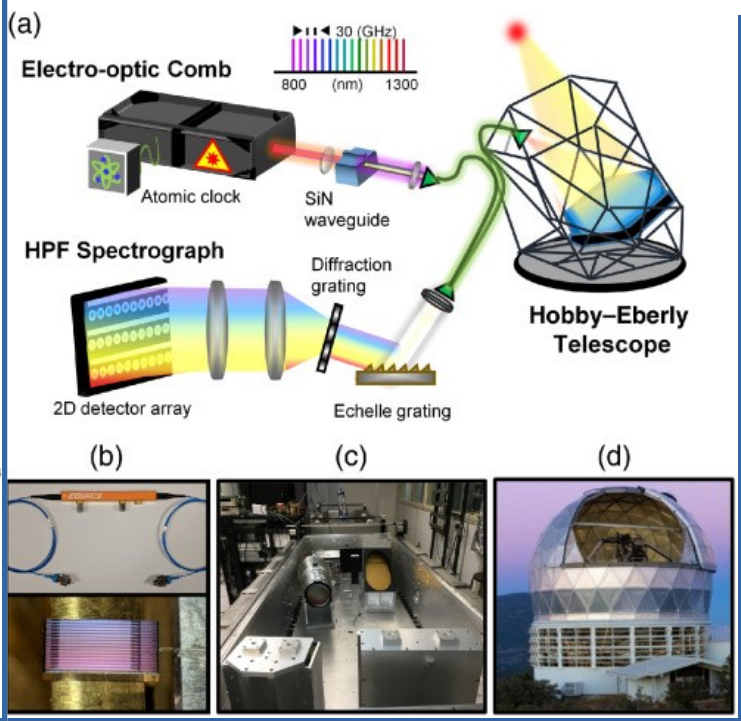 (a)
30 (GHz)
Electro-optic Comb
800 (nm) 1300
Atomic clock
SiN
waveguide
HPF Spectrograph
Diffraction
grating
Hobby–Eberly
Telescope
2D detector array
Echelle grating
(b) (c) (d)